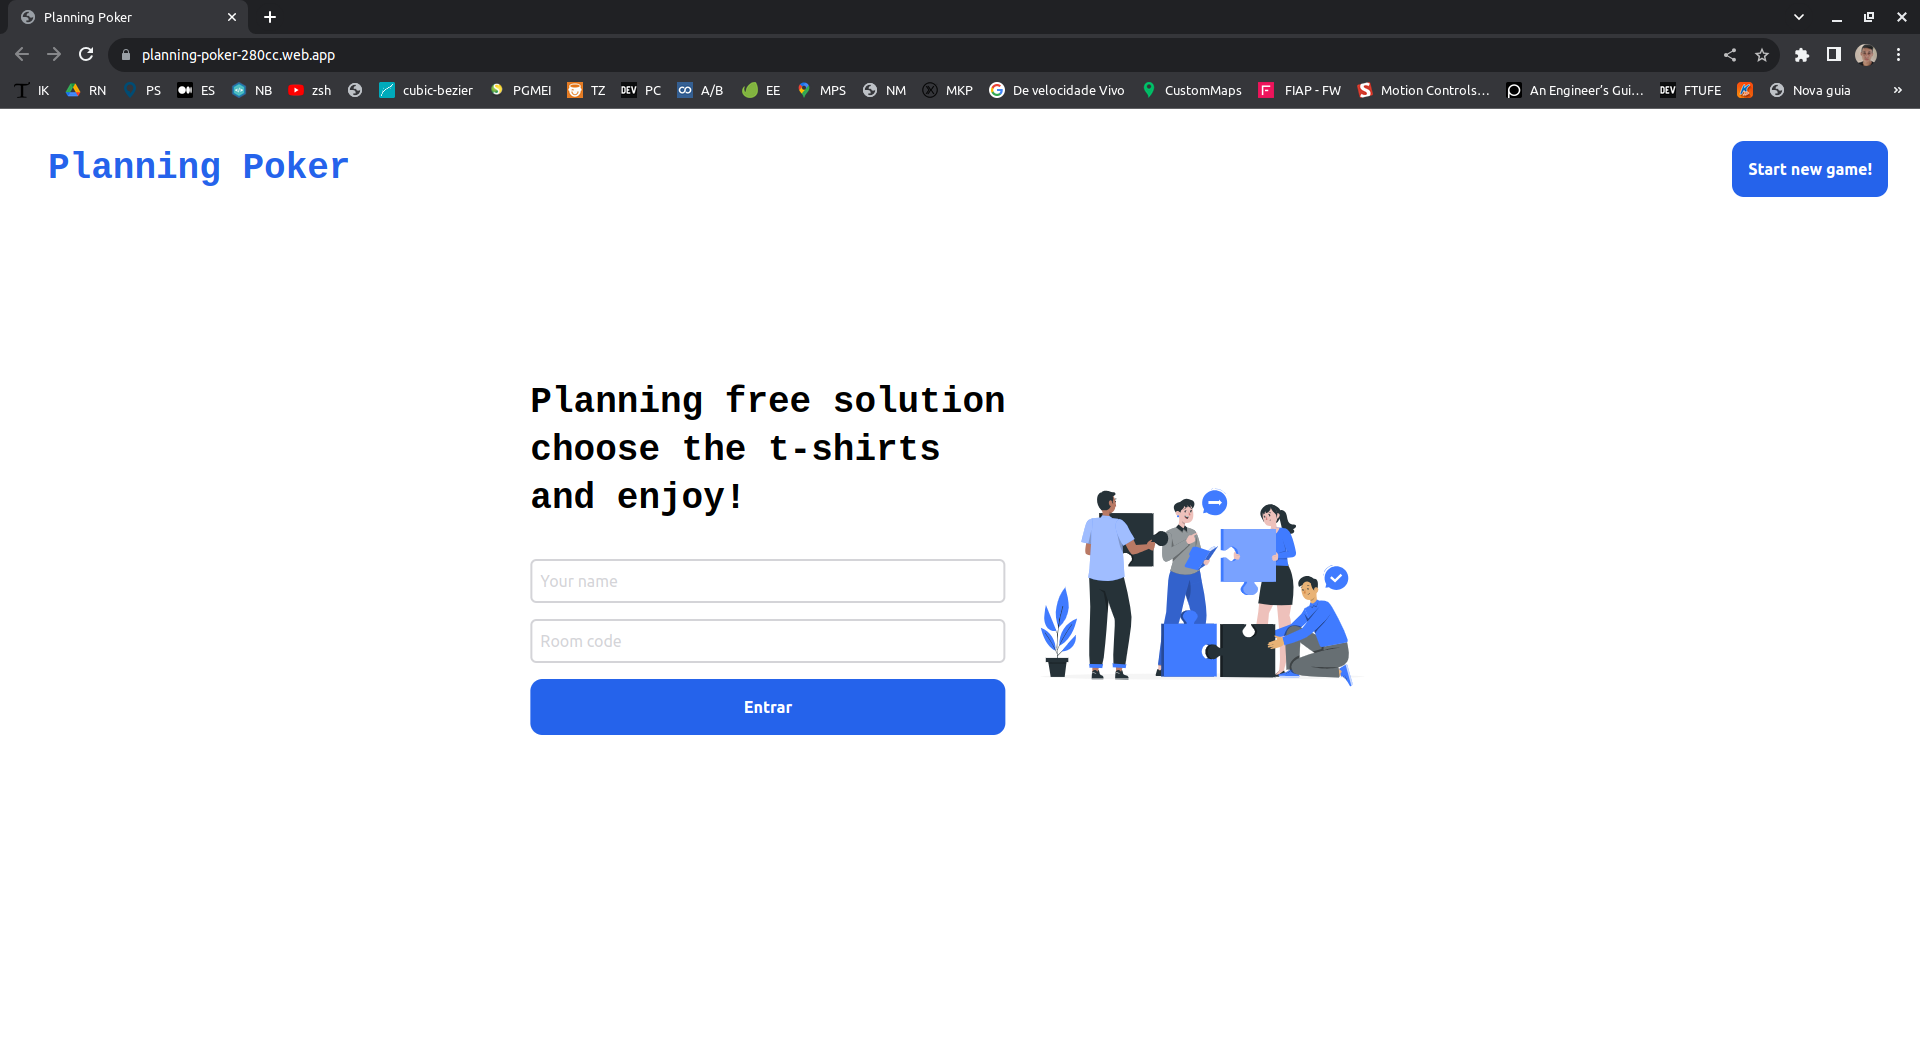 Planning Poker
planning-poker-280cc.web.app
IK RN PS ES NB zsh cubic-bezier PGMEI TZ DEV PC A/B EE MPS NM MKP De velocidade Vivo CustomMaps FIAP - FW Motion Controls... An Engineer's Gui... DEV FTUFE Nova guia »
Planning Poker
Start new game!
Planning free solution
choose the t-shirts
and enjoy!
Your name
Room code
Entrar